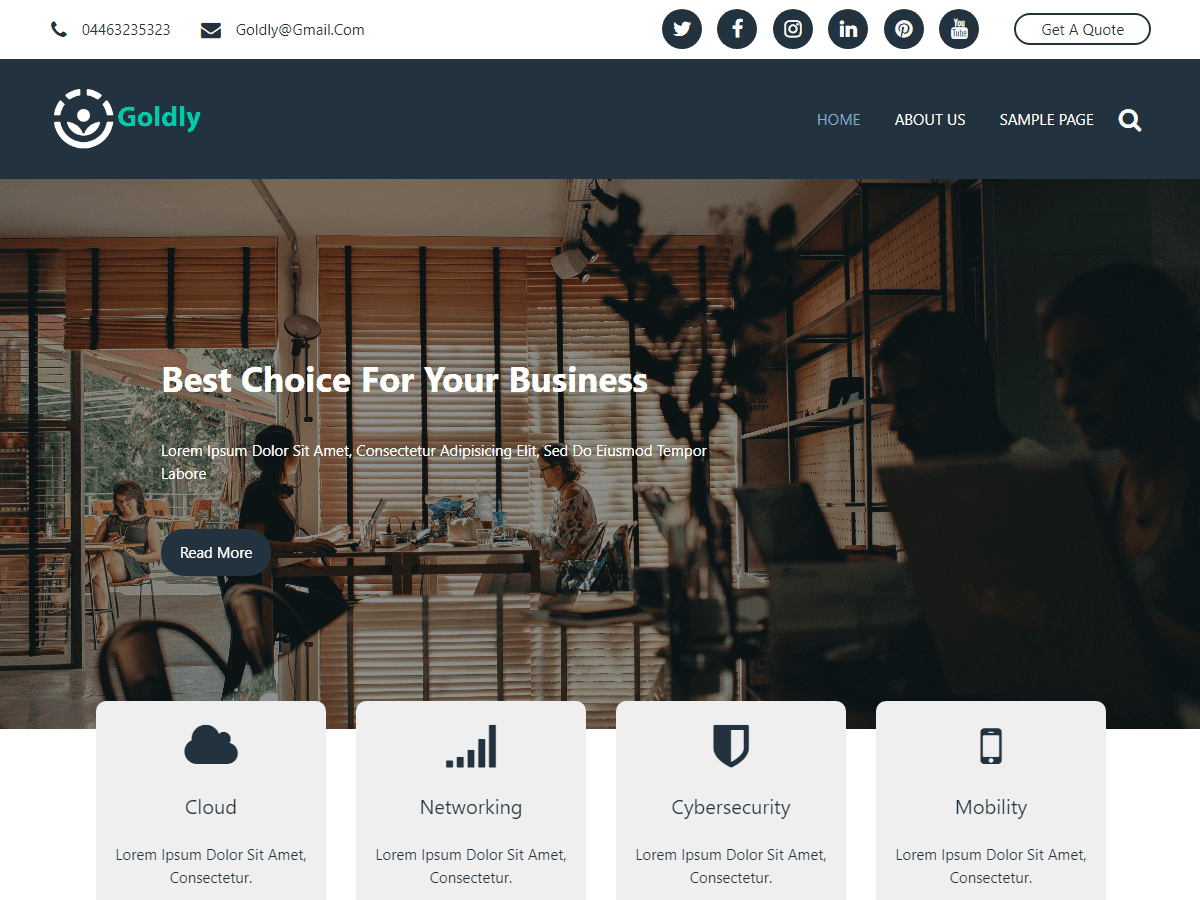 04463235323 Goldly@Gmail.Com Get A Quote
You Tube
Goldly HOME ABOUT US SAMPLE PAGE
Best Choice For Your Business
Lorem Ipsum Dolor Sit Amet, Consectetur Adipisicing Elit, Sed Do Eiusmod Tempor
Labore
Read More
Cloud Networking Cybersecurity Mobility
Lorem Ipsum Dolor Sit Amet, Lorem Ipsum Dolor Sit Amet, Lorem Ipsum Dolor Sit Amet, Lorem Ipsum Dolor Sit Amet,
Consectetur. Consectetur. Consectetur. Consectetur.